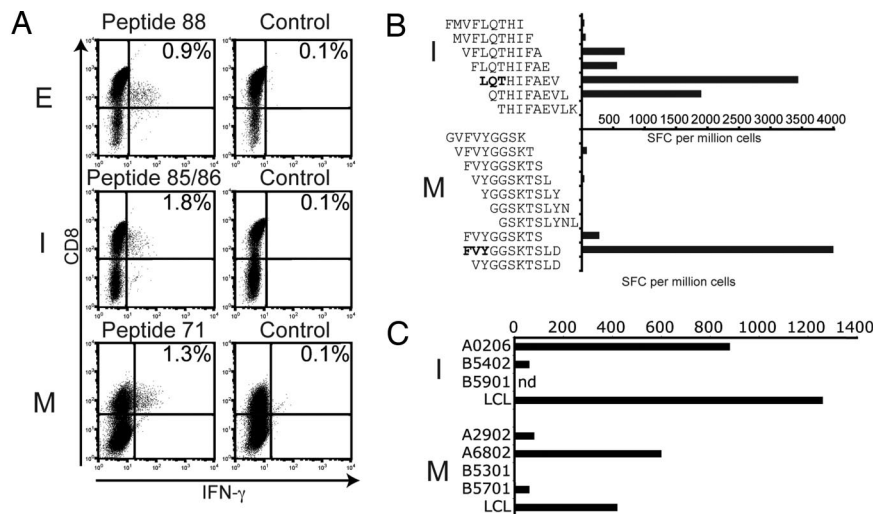 A
Peptide 88
Control
E
0.9%
0.1%
Peptide 85/86
Control
I
1.8%
0.1%
CD8
Peptide 71
Control
M
1.3%
0.1%
IFN-γ
B
I
FMVFLQTHI
MVFLQTHIF
VFLQTHIFA
FLQTHIFAE
LQTHIFAEV
QTHIFAEVL
THIFAEVLK
500 1000 1500 2000 2500 3000 3500 4000
SFC per million cells
M
GVFVYGGSK
VFVYGGSKT
FVYGGSKTS
VYGGSKTSL
YGGSKTSLY
GGSKTSLYN
GSKTSLYNL
FVYGGSKTS
FVYGGSKTSLD
VYGGSKTSLD
SFC per million cells
C
0 200 400 600 800 1000 1200 1400
I
A0206
B5402
B5901 nd
LCL
M
A2902
A6802
B5301
B5701
LCL